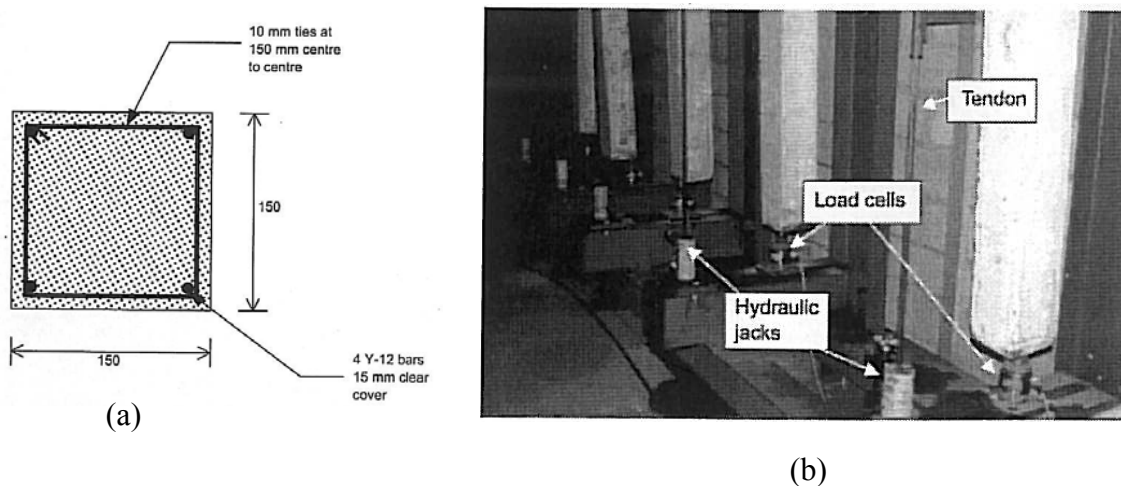 10 mm ties at
150 mm centre
to centre
150
150
4 Y-12 bars
15 mm clear
cover
(a)
Tendon
Load cells
Hydraulic
jacks
(b)